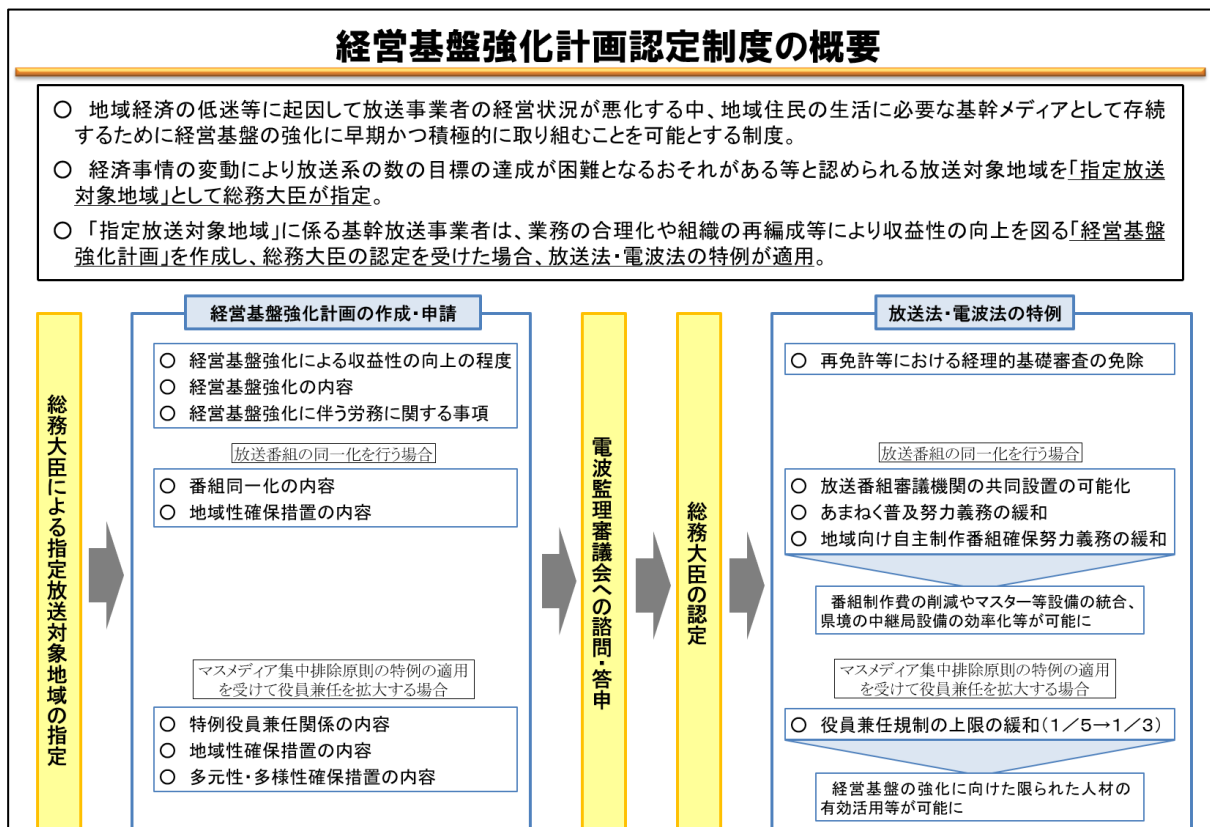 経営基盤強化計画認定制度の概要
○ 地域経済の低迷等に起因して放送事業者の経営状況が悪化する中、地域住民の生活に必要な基幹メディアとして存続
するために経営基盤の強化に早期かつ積極的に取り組むことを可能とする制度。
○ 経済事情の変動により放送系の数の目標の達成が困難となるおそれがある等と認められる放送対象地域を「指定放送
対象地域」として総務大臣が指定。
○ 「指定放送対象地域」に係る基幹放送事業者は、業務の合理化や組織の再編成等により収益性の向上を図る「経営基盤
強化計画」を作成し、総務大臣の認定を受けた場合、放送法・電波法の特例が適用。
総務大臣による指定放送対象地域の指定
経営基盤強化計画の作成・申請
○ 経営基盤強化による収益性の向上の程度
○ 経営基盤強化の内容
○ 経営基盤強化に伴う労務に関する事項
放送番組の同一化を行う場合
○ 番組同一化の内容
○ 地域性確保措置の内容
マスメディア集中排除原則の特例の適用
を受けて役員兼任を拡大する場合
○ 特例役員兼任関係の内容
○ 地域性確保措置の内容
○ 多元性・多様性確保措置の内容
電波監理審議会への諮問・答申
総務大臣の認定
放送法・電波法の特例
○ 再免許等における経理的基礎審査の免除
放送番組の同一化を行う場合
○ 放送番組審議機関の共同設置の可能化
○ あまねく普及努力義務の緩和
○ 地域向け自主制作番組確保努力義務の緩和
番組制作費の削減やマスター等設備の統合、
県境の中継局設備の効率化等が可能に
マスメディア集中排除原則の特例の適用
を受けて役員兼任を拡大する場合
○ 役員兼任規制の上限の緩和(1/5→1/3)
経営基盤の強化に向けた限られた人材の
有効活用等が可能に